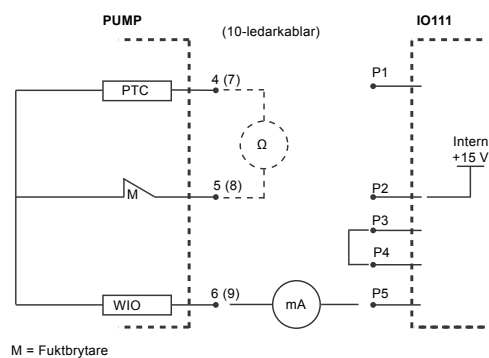 PUMP
IO111
(10-ledarkablar)
PTC
4 (7)
P1
Ω
Intern
+15 V
M
5 (8)
P2
P3
P4
WIO
6 (9)
mA
P5
M = Fuktbrytare